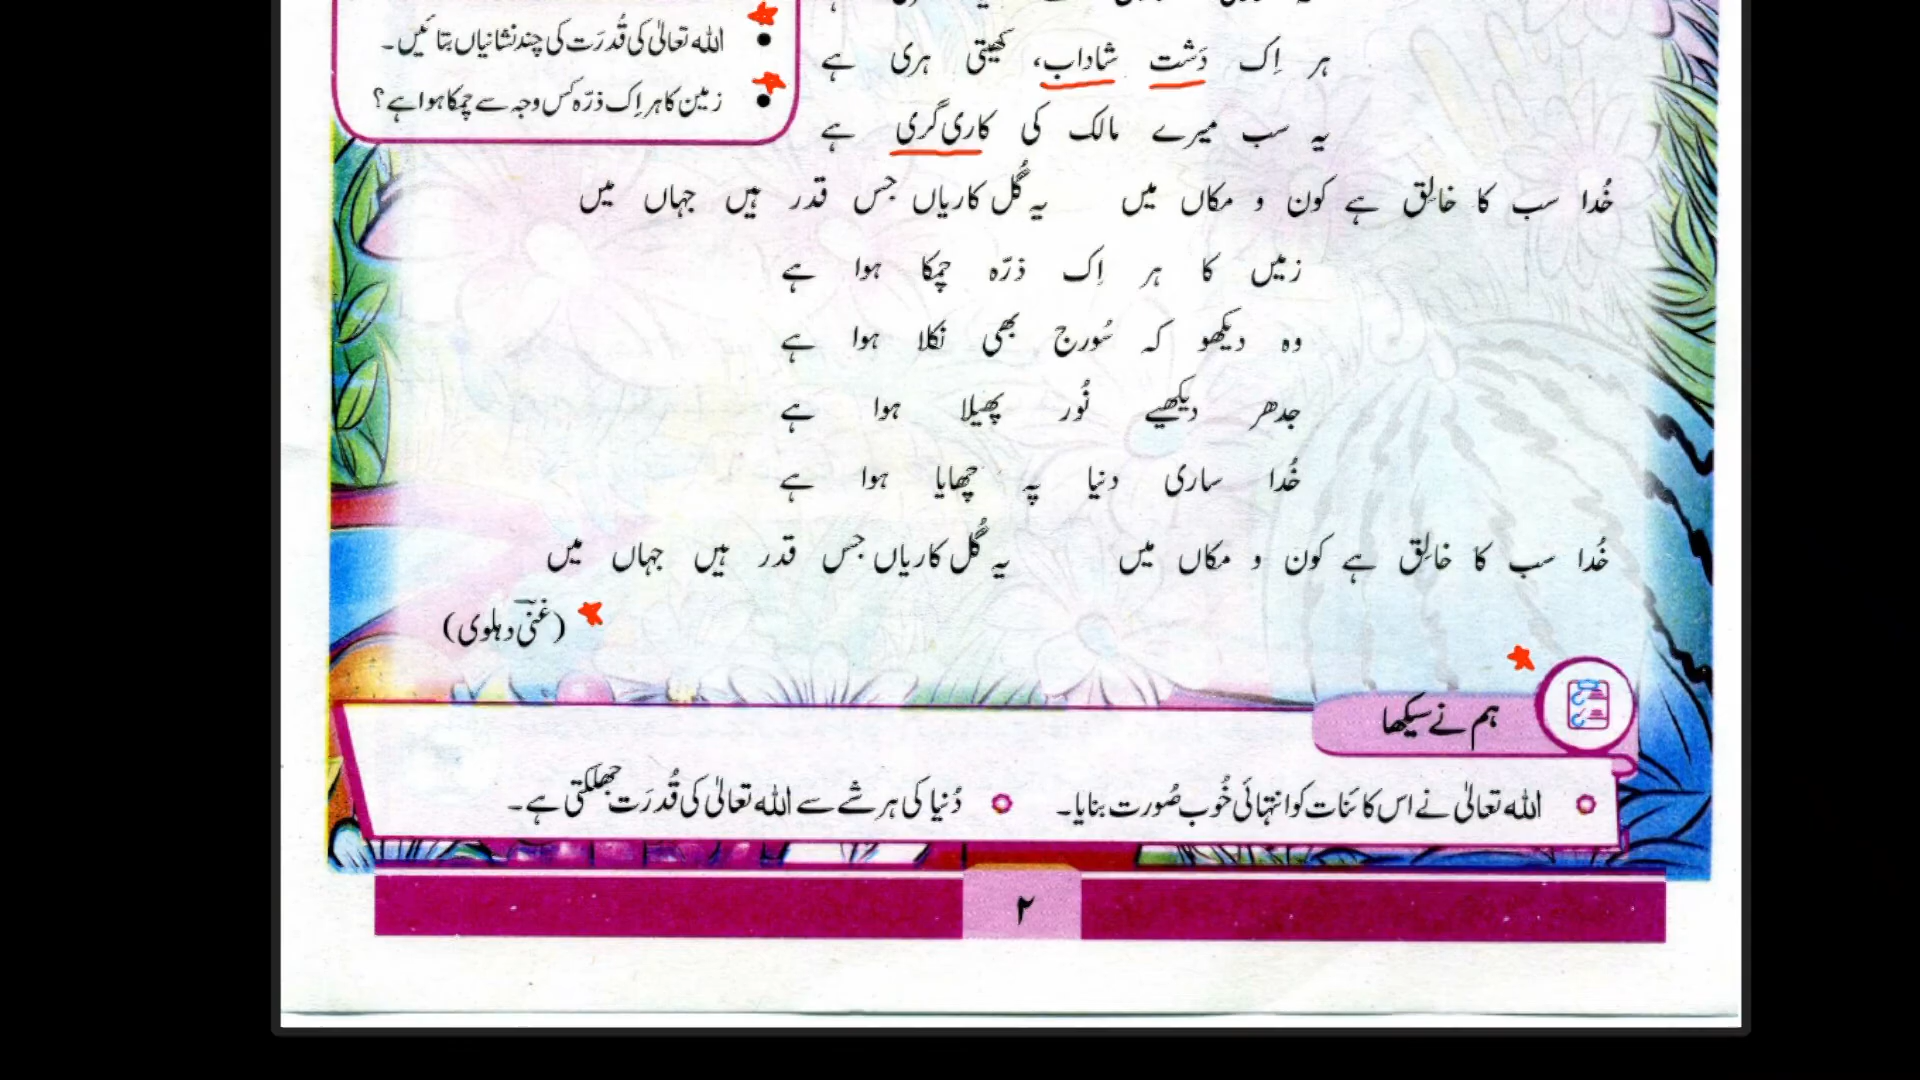 اللہ تعالیٰ کی قُدرَت کی چند نشانیاں بتائیں۔
زمین کا ہر اِک ذرّہ کس وجہ سے چمکا ہوا ہے؟
ہر اِک دَشت شاداب، کھیتی ہری ہے
یہ سب میرے مالک کی کاری گری ہے
خُدا سب کا خالِق ہے کون و مکاں میں یہ گُل کاریاں جس قدر ہیں جہاں میں
زمیں کا ہر اِک ذرّہ چمکا ہوا ہے
وہ دیکھو کہ سُورج بھی نکلا ہوا ہے
جدھر دیکھیے نُور پھیلا ہوا ہے
خُدا ساری دنیا پہ چھایا ہوا ہے
خُدا سب کا خالِق ہے کون و مکاں میں یہ گُل کاریاں جس قدر ہیں جہاں میں
(غنیؔ دہلوی)
ہم نے سیکھا
اللہ تعالیٰ نے اس کائنات کو انتہائی خُوب صُورت بنایا۔ دُنیا کی ہر شے سے اللہ تعالیٰ کی قُدرَت جھلکتی ہے۔
۲